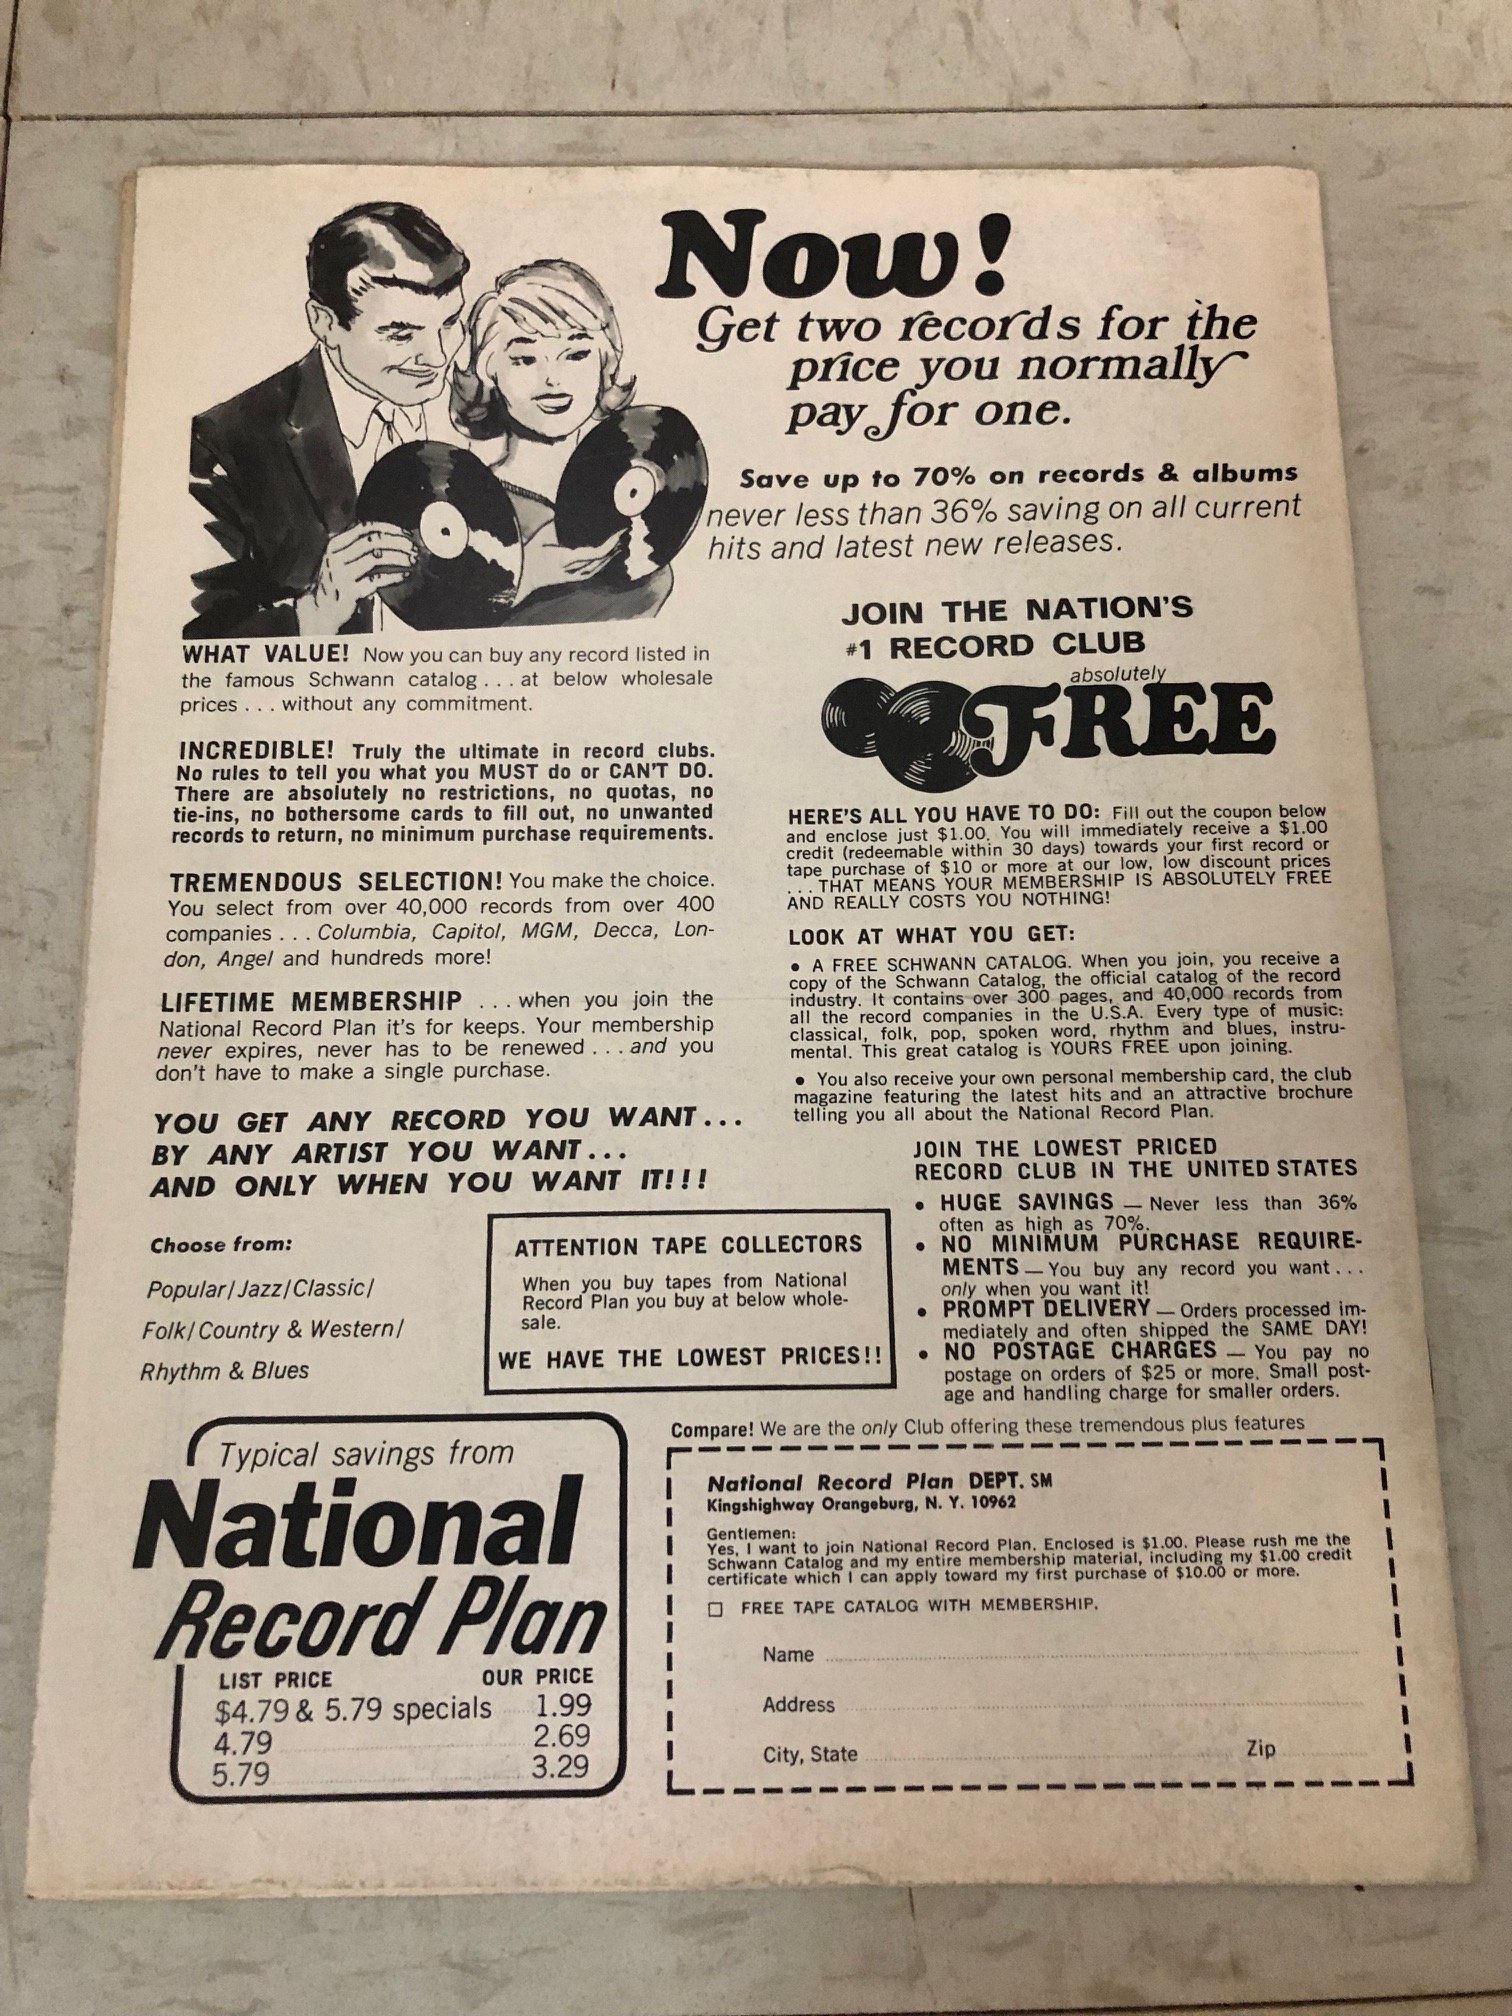 Now!
Get two records for the
price you normally
pay for one.
Save up to 70% on records & albums
never less than 36% saving on all current
hits and latest new releases.
WHAT VALUE! Now you can buy any record listed in
the famous Schwann catalog . . . at below wholesale
prices . . . without any commitment.
INCREDIBLE! Truly the ultimate in record clubs.
No rules to tell you what you MUST do or CAN'T DO.
There are absolutely no restrictions, no quotas, no
tie-ins, no bothersome cards to fill out, no unwanted
records to return, no minimum purchase requirements.
TREMENDOUS SELECTION! You make the choice.
You select from over 40,000 records from over 400
companies . . . Columbia, Capitol, MGM, Decca, Lon-
don, Angel and hundreds more!
LIFETIME MEMBERSHIP . . . when you join the
National Record Plan it's for keeps. Your membership
never expires, never has to be renewed . . . and you
don't have to make a single purchase.
YOU GET ANY RECORD YOU WANT...
BY ANY ARTIST YOU WANT...
AND ONLY WHEN YOU WANT IT!!!
Choose from:
Popular/Jazz/Classic/
Folk/Country & Western/
Rhythm & Blues
ATTENTION TAPE COLLECTORS
When you buy tapes from National
Record Plan you buy at below whole-
sale.
WE HAVE THE LOWEST PRICES!!
JOIN THE NATION'S
#1 RECORD CLUB
absolutely
FREE
HERE'S ALL YOU HAVE TO DO: Fill out the coupon below
and enclose just $1.00. You will immediately receive a $1.00
credit (redeemable within 30 days) towards your first record or
tape purchase of $10 or more at our low, low discount prices
. . . THAT MEANS YOUR MEMBERSHIP IS ABSOLUTELY FREE
AND REALLY COSTS YOU NOTHING!
LOOK AT WHAT YOU GET:
• A FREE SCHWANN CATALOG. When you join, you receive a
copy of the Schwann Catalog, the official catalog of the record
industry. It contains over 300 pages, and 40,000 records from
all the record companies in the U.S.A. Every type of music:
classical, folk, pop, spoken word, rhythm and blues, instru-
mental. This great catalog is YOURS FREE upon joining.
• You also receive your own personal membership card, the club
magazine featuring the latest hits and an attractive brochure
telling you all about the National Record Plan.
JOIN THE LOWEST PRICED
RECORD CLUB IN THE UNITED STATES
• HUGE SAVINGS — Never less than 36%
often as high as 70%.
• NO MINIMUM PURCHASE REQUIRE-
MENTS — You buy any record you want . . .
only when you want it!
• PROMPT DELIVERY — Orders processed im-
mediately and often shipped the SAME DAY!
• NO POSTAGE CHARGES — You pay no
postage on orders of $25 or more. Small post-
age and handling charge for smaller orders.
Typical savings from
National
Record Plan
LIST PRICE OUR PRICE
$4.79 & 5.79 specials 1.99
4.79 2.69
5.79 3.29
Compare! We are the only Club offering these tremendous plus features
National Record Plan DEPT. SM
Kingshighway Orangeburg, N. Y. 10962
Gentlemen:
Yes, I want to join National Record Plan. Enclosed is $1.00. Please rush me the
Schwann Catalog and my entire membership material, including my $1.00 credit
certificate which I can apply toward my first purchase of $10.00 or more.
☐ FREE TAPE CATALOG WITH MEMBERSHIP.
Name
Address
City, State Zip